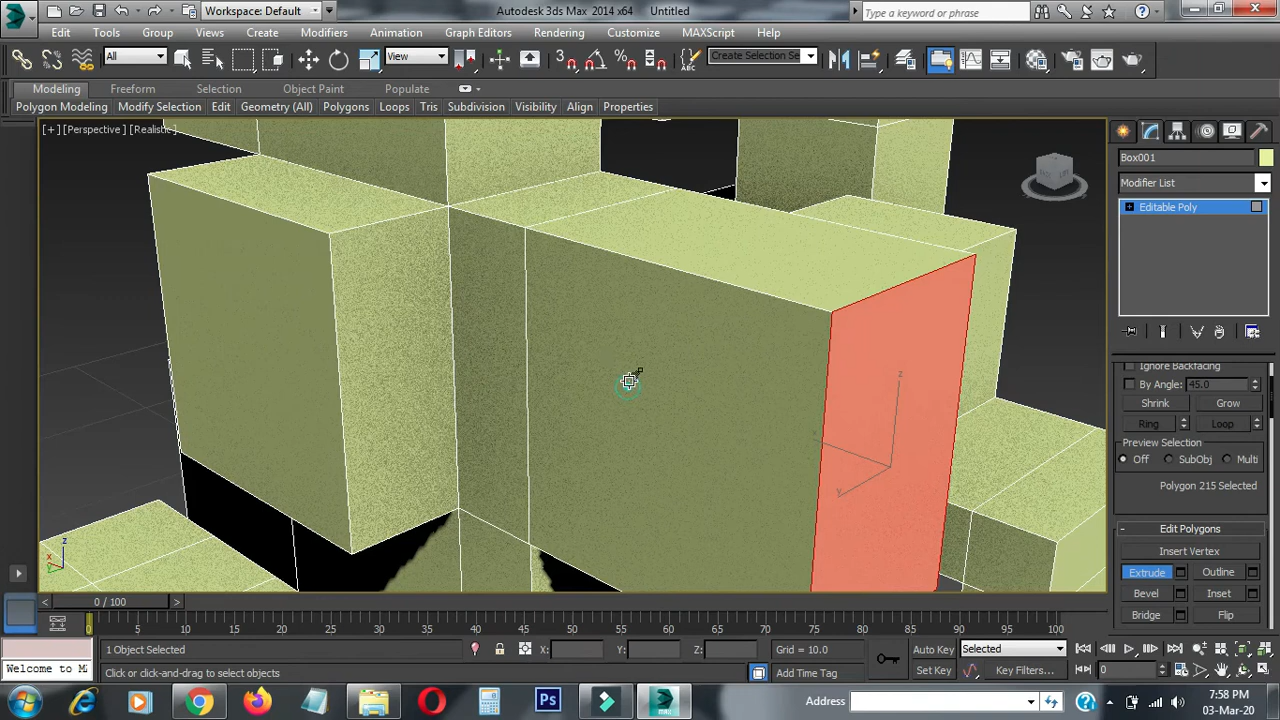 Workspace: Default
Autodesk 3ds Max 2014 x64
Untitled
Type a keyword or phrase
Edit Tools Group Views Create Modifiers Animation Graph Editors Rendering Customize MAXScript Help
All
View
3
Create Selection Se
Modeling Freeform Selection Object Paint Populate
Polygon Modeling Modify Selection Edit Geometry (All) Polygons Loops Tris Subdivision Visibility Align Properties
[+] [Perspective ] [Realistic ]
Box001
Modifier List
Editable Poly
Ignore Backfacing
By Angle: 45.0
Shrink Grow
Ring Loop
Preview Selection
Off SubObj Multi
Polygon 215 Selected
Edit Polygons
Insert Vertex
Extrude Outline
Bevel Inset
Bridge Flip
z
y
z
x
y
0 / 100
0 5 10 15 20 25 30 35 40 45 50 55 60 65 70 75 80 85 90 95 100
1 Object Selected
X: Y: Z:
Grid = 10.0
Auto Key Selected
Welcome to M
Click or click-and-drag to select objects
Add Time Tag
Set Key Key Filters...
0
Ps
Address
7:58 PM
03-Mar-20